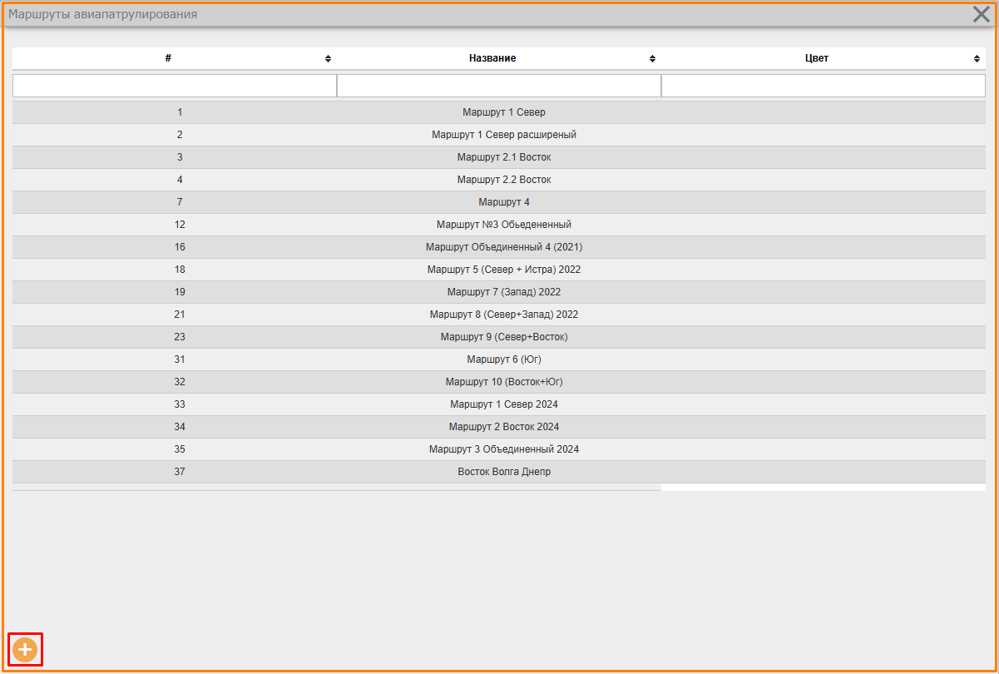 Маршруты авиапатрулирования
# Название Цвет
1 Маршрут 1 Север
2 Маршрут 1 Север расширеный
3 Маршрут 2.1 Восток
4 Маршрут 2.2 Восток
7 Маршрут 4
12 Маршрут №3 Обьедененный
16 Маршрут Объединенный 4 (2021)
18 Маршрут 5 (Север + Истра) 2022
19 Маршрут 7 (Запад) 2022
21 Маршрут 8 (Север+Запад) 2022
23 Маршрут 9 (Север+Восток)
31 Маршрут 6 (Юг)
32 Маршрут 10 (Восток+Юг)
33 Маршрут 1 Север 2024
34 Маршрут 2 Восток 2024
35 Маршрут 3 Объединенный 2024
37 Восток Волга Днепр